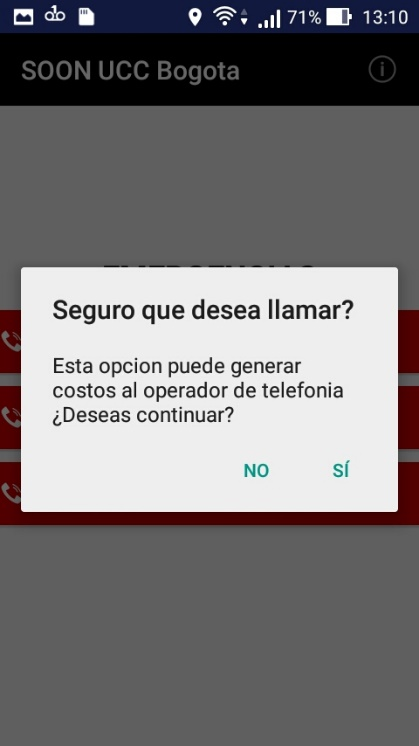 71% 13:10
SOON UCC Bogota
Seguro que desea llamar?
Esta opcion puede generar
costos al operador de telefonia
¿Deseas continuar?
NO SÍ